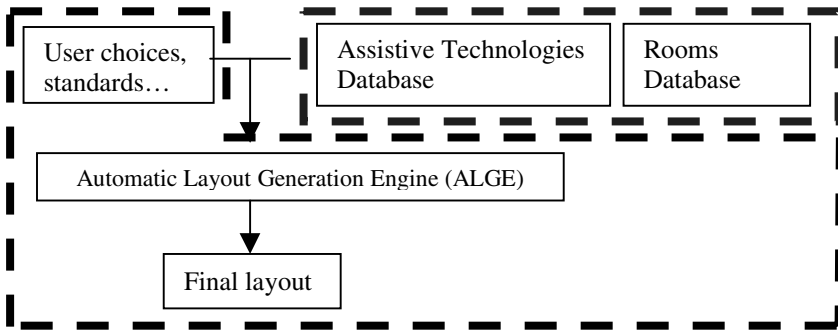 User choices,
standards…
Assistive Technologies
Database
Rooms
Database
Automatic Layout Generation Engine (ALGE)
Final layout